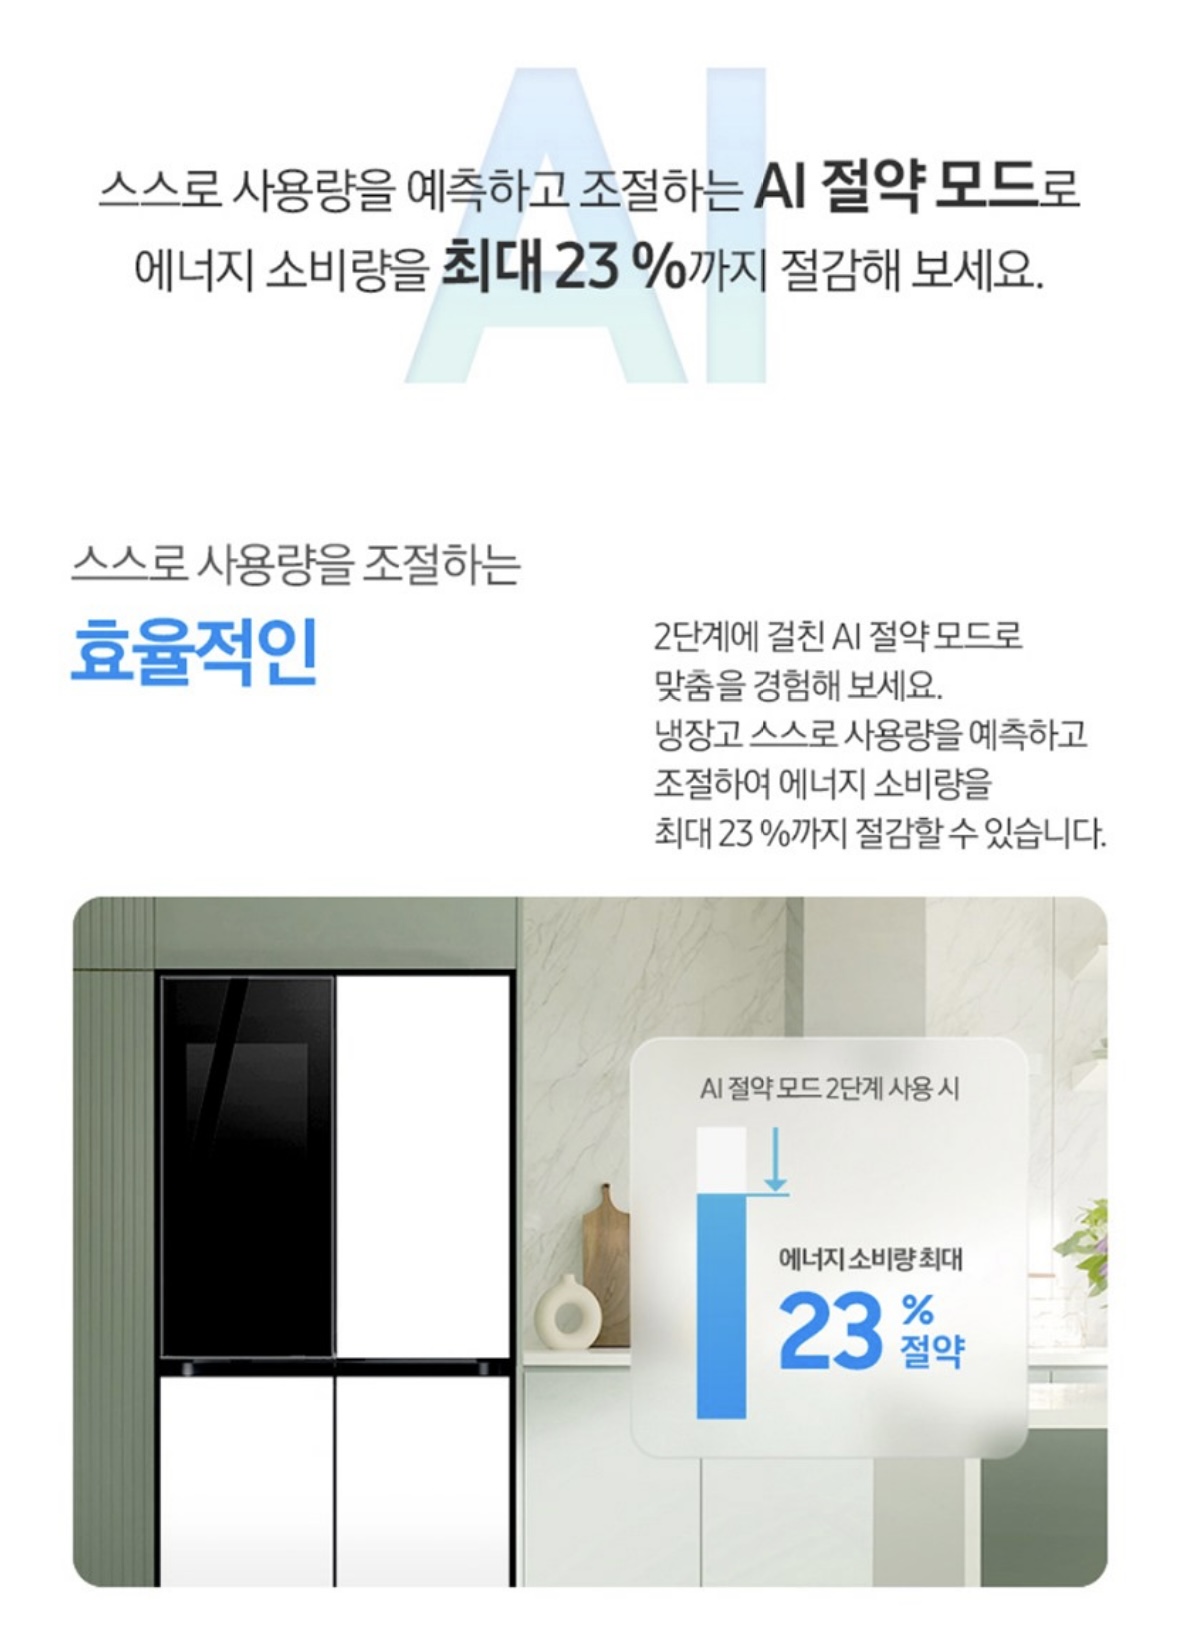 AI
스스로 사용량을 예측하고 조절하는 AI 절약 모드로
에너지 소비량을 최대 23 %까지 절감해 보세요.
스스로 사용량을 조절하는
효율적인
2단계에 걸친 AI 절약 모드로
맞춤을 경험해 보세요.
냉장고 스스로 사용량을 예측하고
조절하여 에너지 소비량을
최대 23 %까지 절감할 수 있습니다.
AI 절약 모드 2단계 사용 시
에너지 소비량 최대
23 %
절약